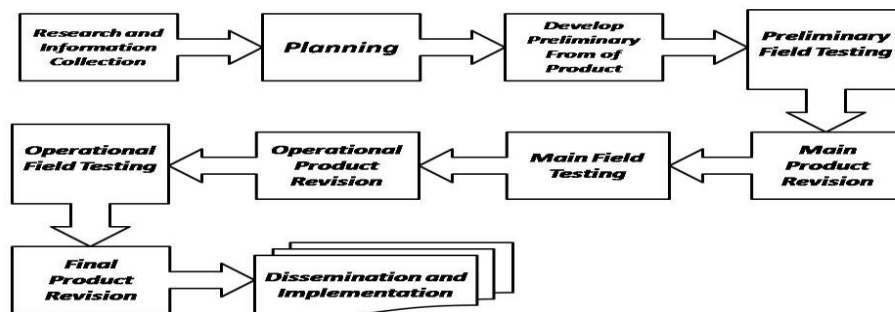 Research and
Information
Collection
Planning
Develop
Preliminary
From of
Product
Preliminary
Field Testing
Main
Product
Revision
Main Field
Testing
Operational
Product
Revision
Operational
Field Testing
Final
Product
Revision
Dissemination and
Implementation